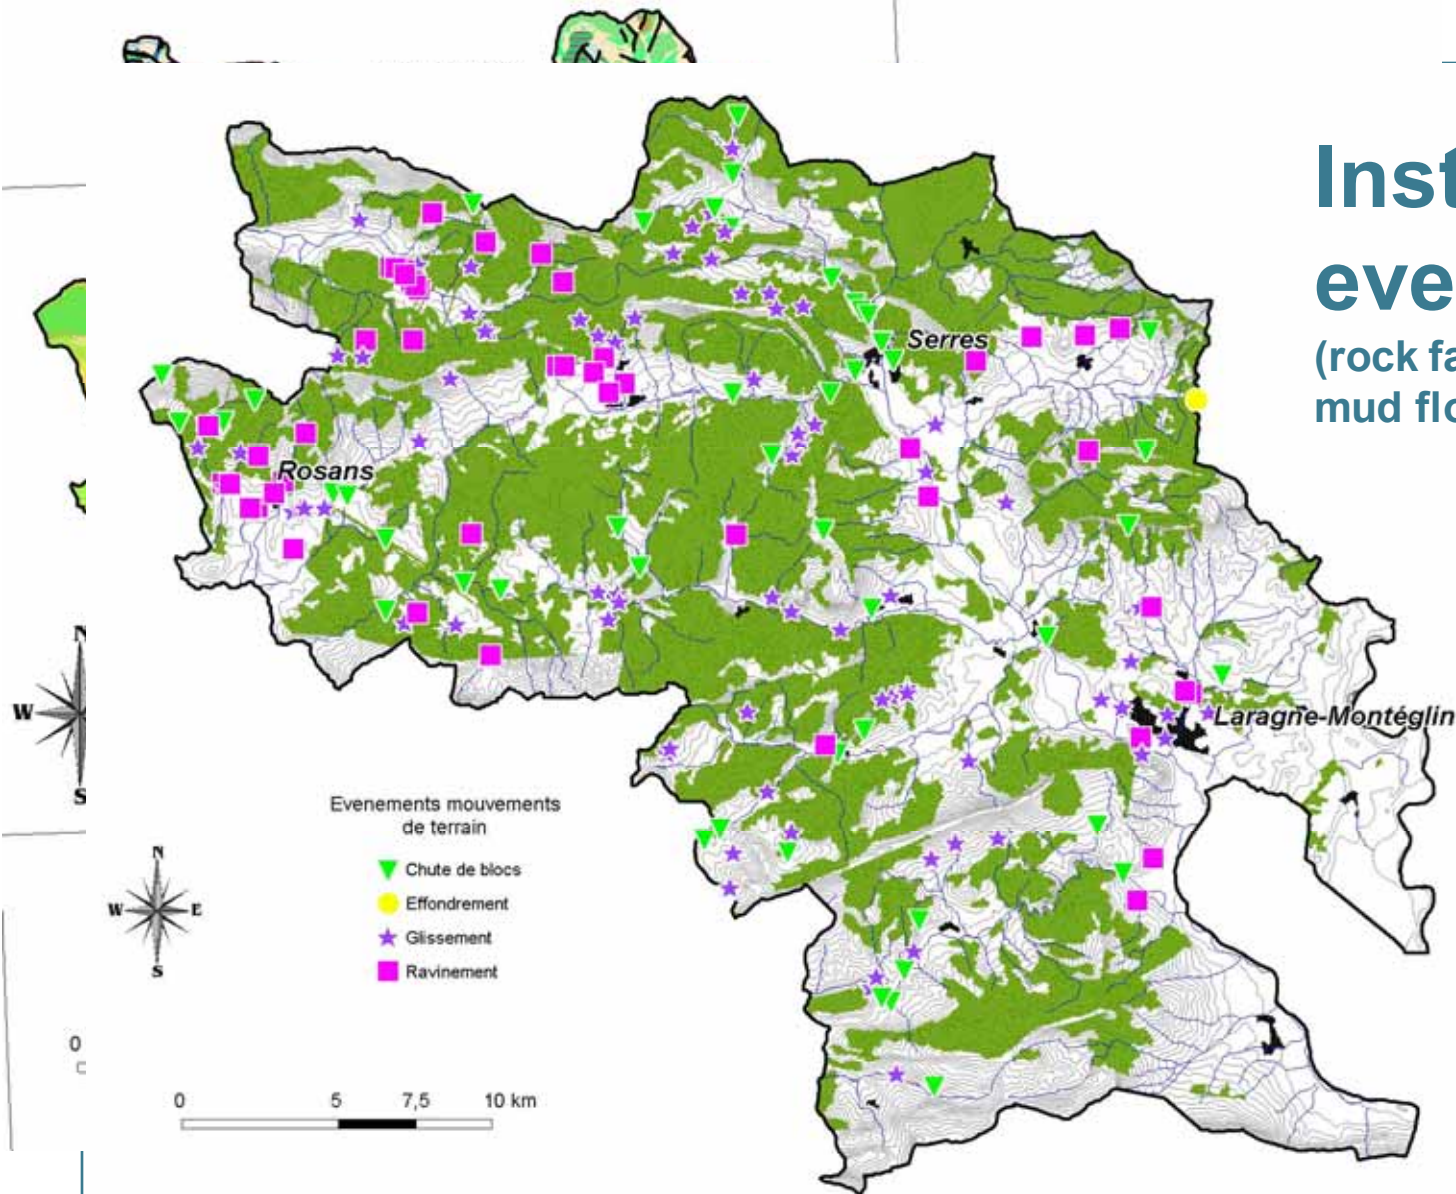 Inst
eve
(rock fa
mud flo
Serres
Rosans
Laragne-Montéglin
N
W
S
0
Evenements mouvements
de terrain
Chute de blocs
Effondrement
Glissement
Ravinement
N
W E
S
0 5 7,5 10 km